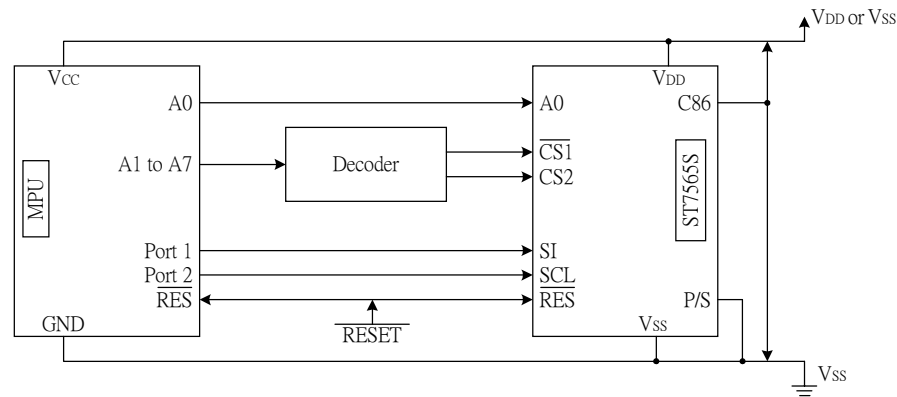 VDD or VSS
VCC
VDD
A0
A0
C86
A1 to A7
Decoder
CS1
CS2
MPU
ST7565S
Port 1
SI
Port 2
SCL
RES
RES
P/S
GND
RESET
VSS
VSS